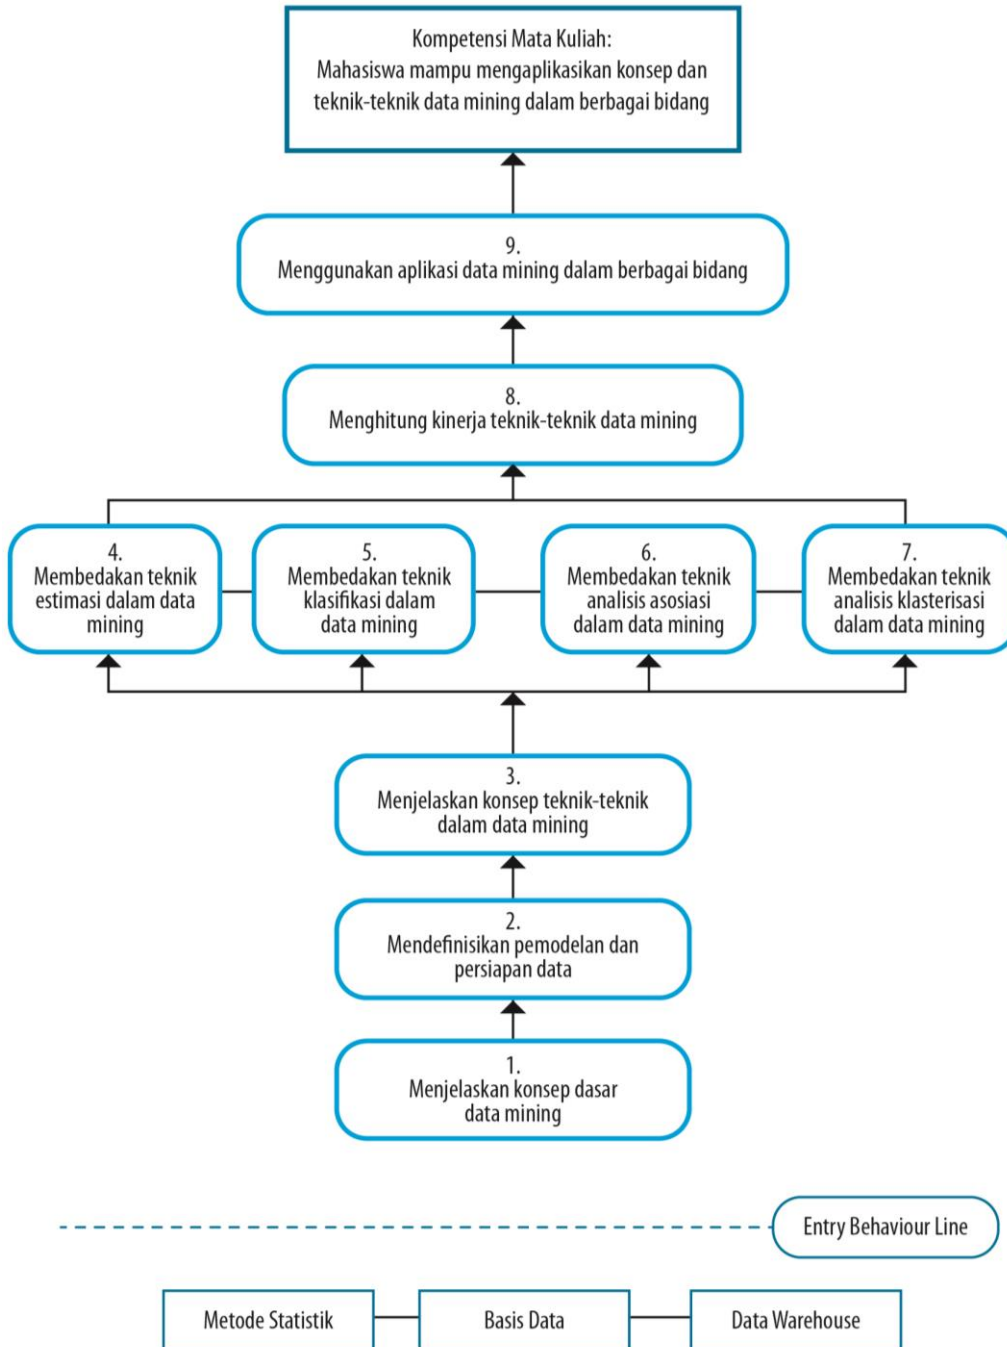 Kompetensi Mata Kuliah:
Mahasiswa mampu mengaplikasikan konsep dan
teknik-teknik data mining dalam berbagai bidang
9.
Menggunakan aplikasi data mining dalam berbagai bidang
8.
Menghitung kinerja teknik-teknik data mining
4.
Membedakan teknik
estimasi dalam data
mining
5.
Membedakan teknik
klasifikasi dalam
data mining
6.
Membedakan teknik
analisis asosiasi
dalam data mining
7.
Membedakan teknik
analisis klasterisasi
dalam data mining
3.
Menjelaskan konsep teknik-teknik
dalam data mining
2.
Mendefinisikan pemodelan dan
persiapan data
1.
Menjelaskan konsep dasar
data mining
Entry Behaviour Line
Metode Statistik
Basis Data
Data Warehouse